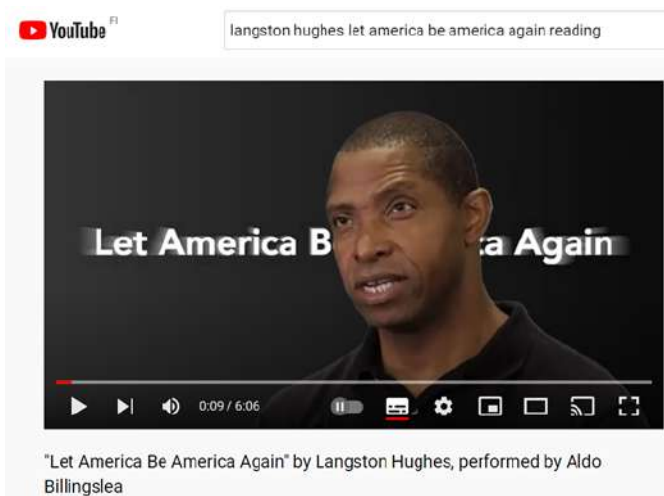 YouTube FI
langston hughes let america be america again reading
Let America B ca Again
0:09 / 6:06
"Let America Be America Again" by Langston Hughes, performed by Aldo
Billingslea